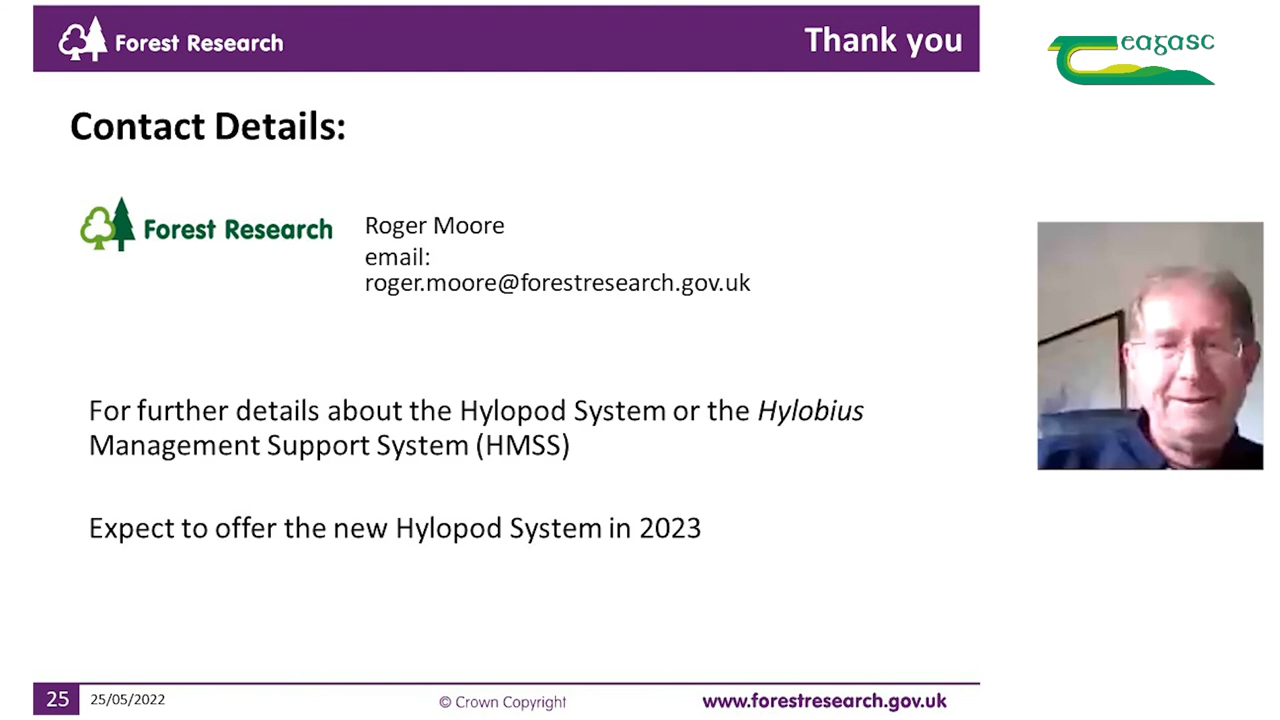 Forest Research
Thank you
eagasc
Contact Details:
Forest Research
Roger Moore
email:
roger.moore@forestresearch.gov.uk
For further details about the Hylopod System or the Hylobius
Management Support System (HMSS)
Expect to offer the new Hylopod System in 2023
25
25/05/2022
© Crown Copyright
www.forestresearch.gov.uk